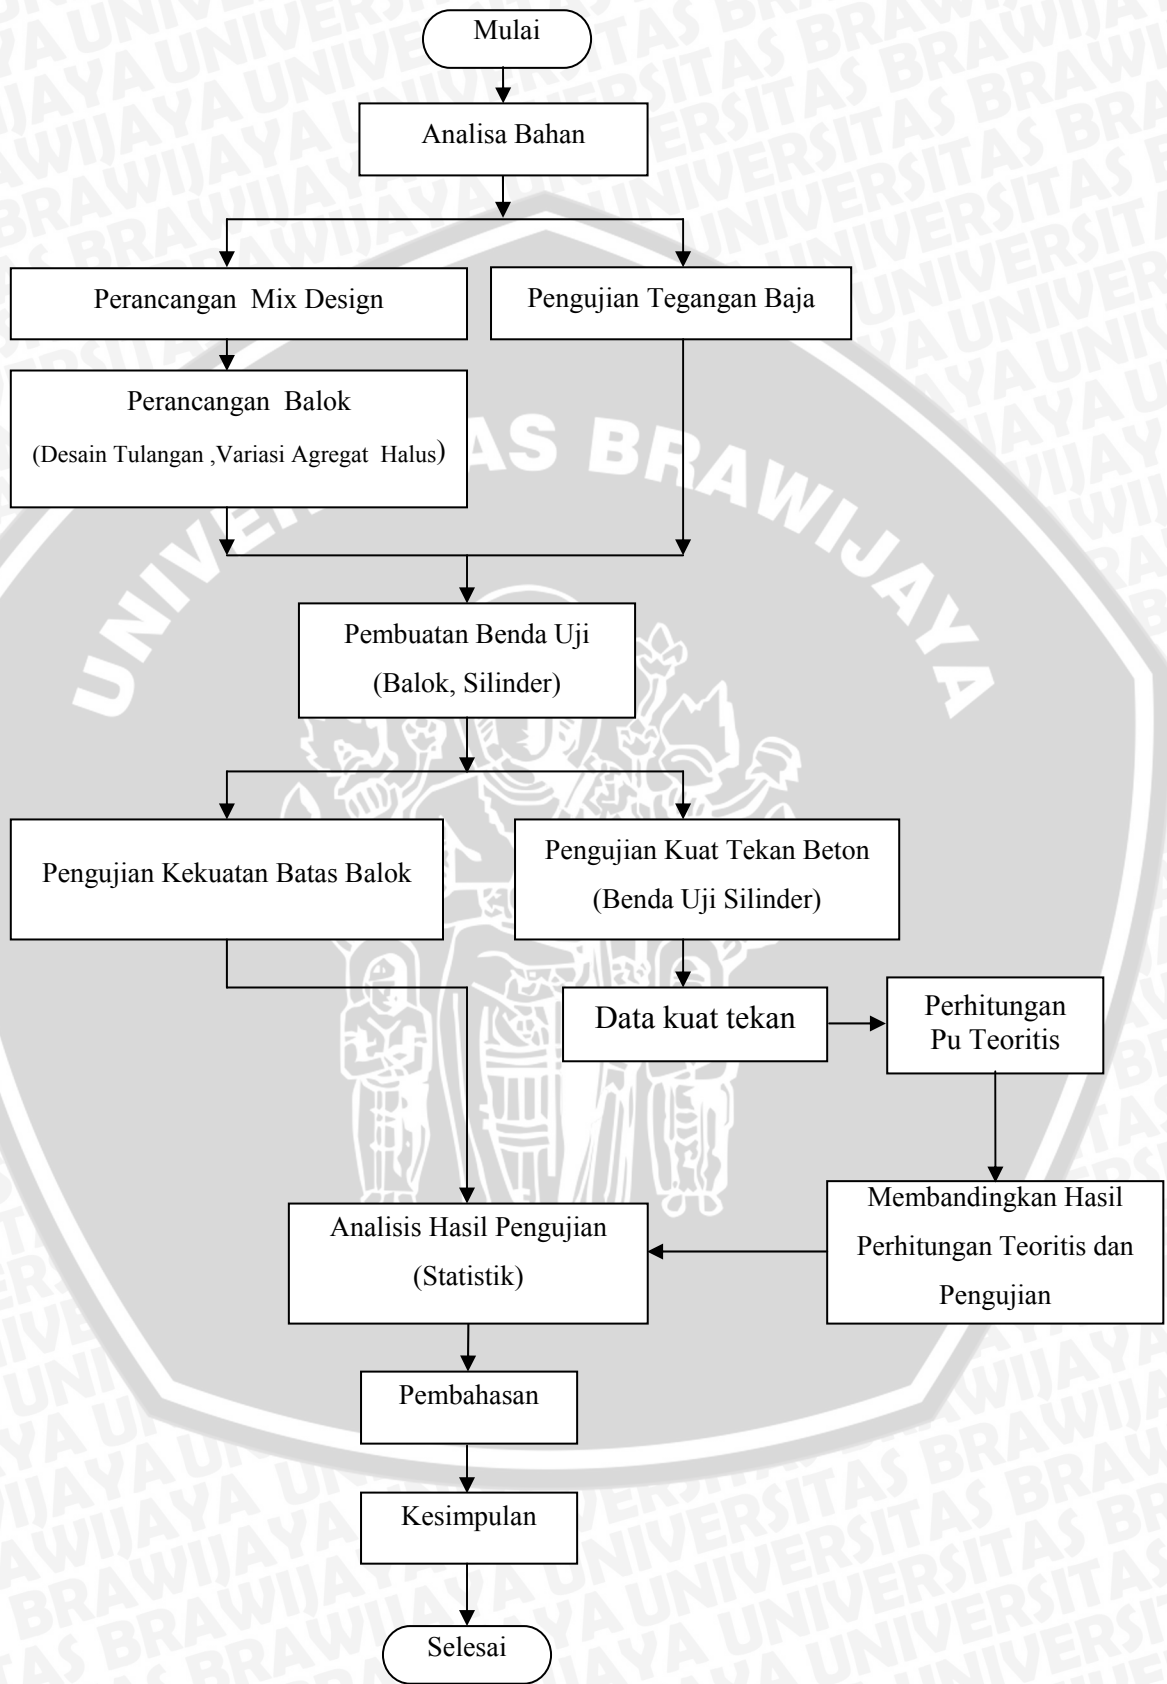 Mulai
Analisa Bahan
Perancangan Mix Design
Pengujian Tegangan Baja
Perancangan Balok
(Desain Tulangan ,Variasi Agregat Halus)
UNIVERSITAS BRAWIJAYA
Pembuatan Benda Uji
(Balok, Silinder)
Pengujian Kekuatan Batas Balok
Pengujian Kuat Tekan Beton
(Benda Uji Silinder)
Data kuat tekan
Perhitungan
Pu Teoritis
Membandingkan Hasil
Perhitungan Teoritis dan
Pengujian
Analisis Hasil Pengujian
(Statistik)
Pembahasan
Kesimpulan
Selesai